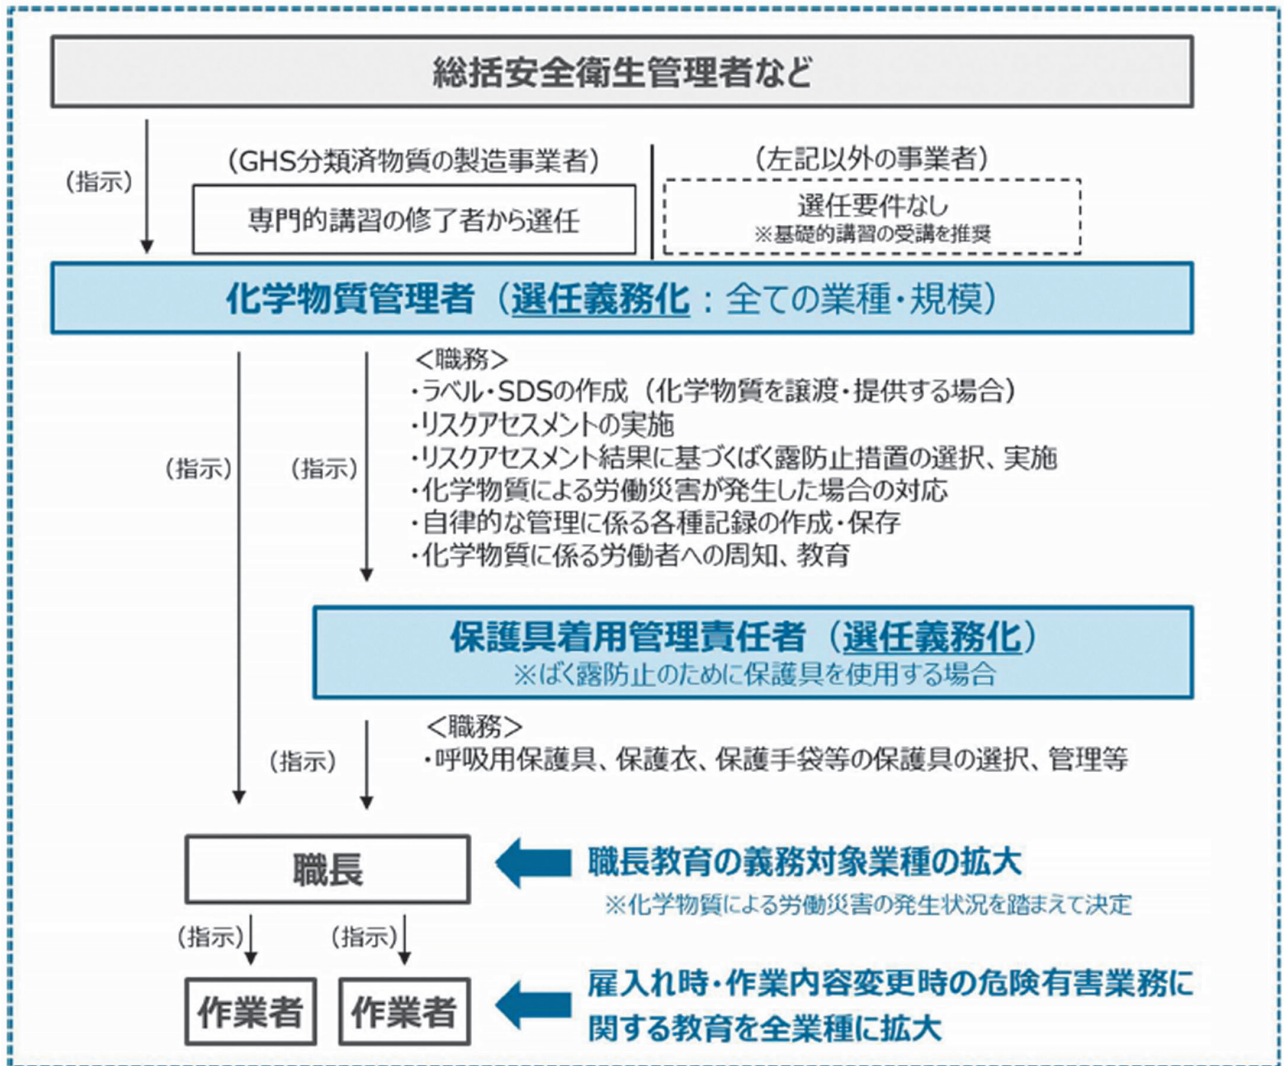 総括安全衛生管理者など
（指示）
（GHS分類済物質の製造事業者）
（左記以外の事業者）
専門的講習の修了者から選任
選任要件なし
※基礎的講習の受講を推奨
化学物質管理者（選任義務化：全ての業種・規模）
＜職務＞
・ラベル・SDSの作成（化学物質を譲渡・提供する場合）
・リスクアセスメントの実施
・リスクアセスメント結果に基づくばく露防止措置の選択、実施
・化学物質による労働災害が発生した場合の対応
・自律的な管理に係る各種記録の作成・保存
・化学物質に係る労働者への周知、教育
（指示）
（指示）
保護具着用管理責任者（選任義務化）
※ばく露防止のために保護具を使用する場合
＜職務＞
・呼吸用保護具、保護衣、保護手袋等の保護具の選択、管理等
（指示）
職長
職長教育の義務対象業種の拡大
※化学物質による労働災害の発生状況を踏まえて決定
（指示）
（指示）
作業者
作業者
雇入れ時・作業内容変更時の危険有害業務に
関する教育を全業種に拡大